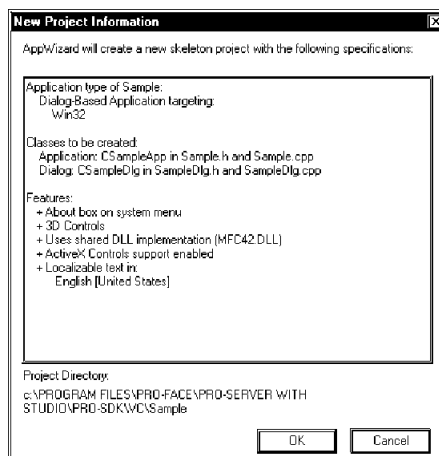 New Project Information
AppWizard will create a new skeleton project with the following specifications:
Application type of Sample:
Dialog-Based Application targeting:
Win32
Classes to be created:
Application: CSampleApp in Sample.h and Sample.cpp
Dialog: CSampleDlg in SampleDlg.h and SampleDlg.cpp
Features:
+ About box on system menu
+ 3D Controls
+ Uses shared DLL implementation (MFC42.DLL)
+ ActiveX Controls support enabled
+ Localizable text in:
English [United States]
Project Directory:
c:\PROGRAM FILES\PRO-FACE\PRO-SERVER WITH
STUDIO\PRO-SDK\VC\Sample
OK
Cancel